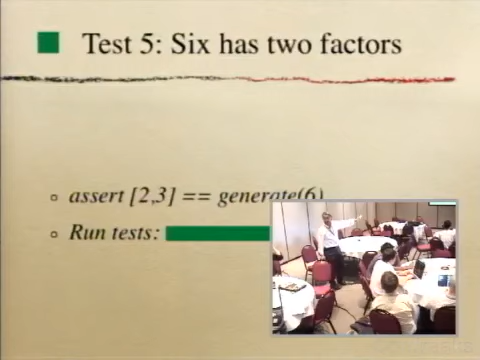 Test 5: Six has two factors
assert [2,3] == generate(6)
Run tests: